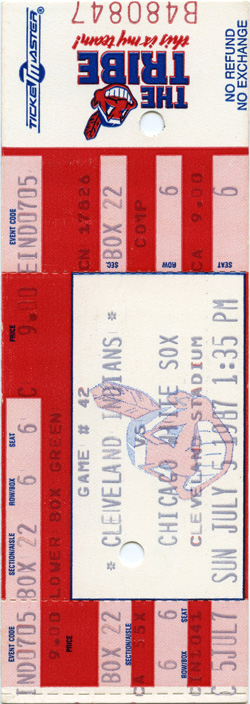 B480847
this is my team!
THE TRIBE
TICKETMASTER
NO REFUND
NO EXCHANGE
EVENT CODE
EIND0705
CN 17826
SEC.
BOX 22
COMP
ROW
6
SEAT
6
CA 9.00
PRICE
9.00
GAME # 42
* CLEVELAND INDIANS *
VS
CHICAGO WHITE SOX
CLEVELAND STADIUM
SUN JULY 5 1987 1:35 PM
EVENT CODE
IND0705
SECTION/AISLE
BOX 22
ROW/BOX
6
SEAT
6
C
PRICE
9.00
LOWER BOX GREEN
SECTION/AISLE
BOX 22
ROW/BOX
6
SEAT
6
C 5JUL7